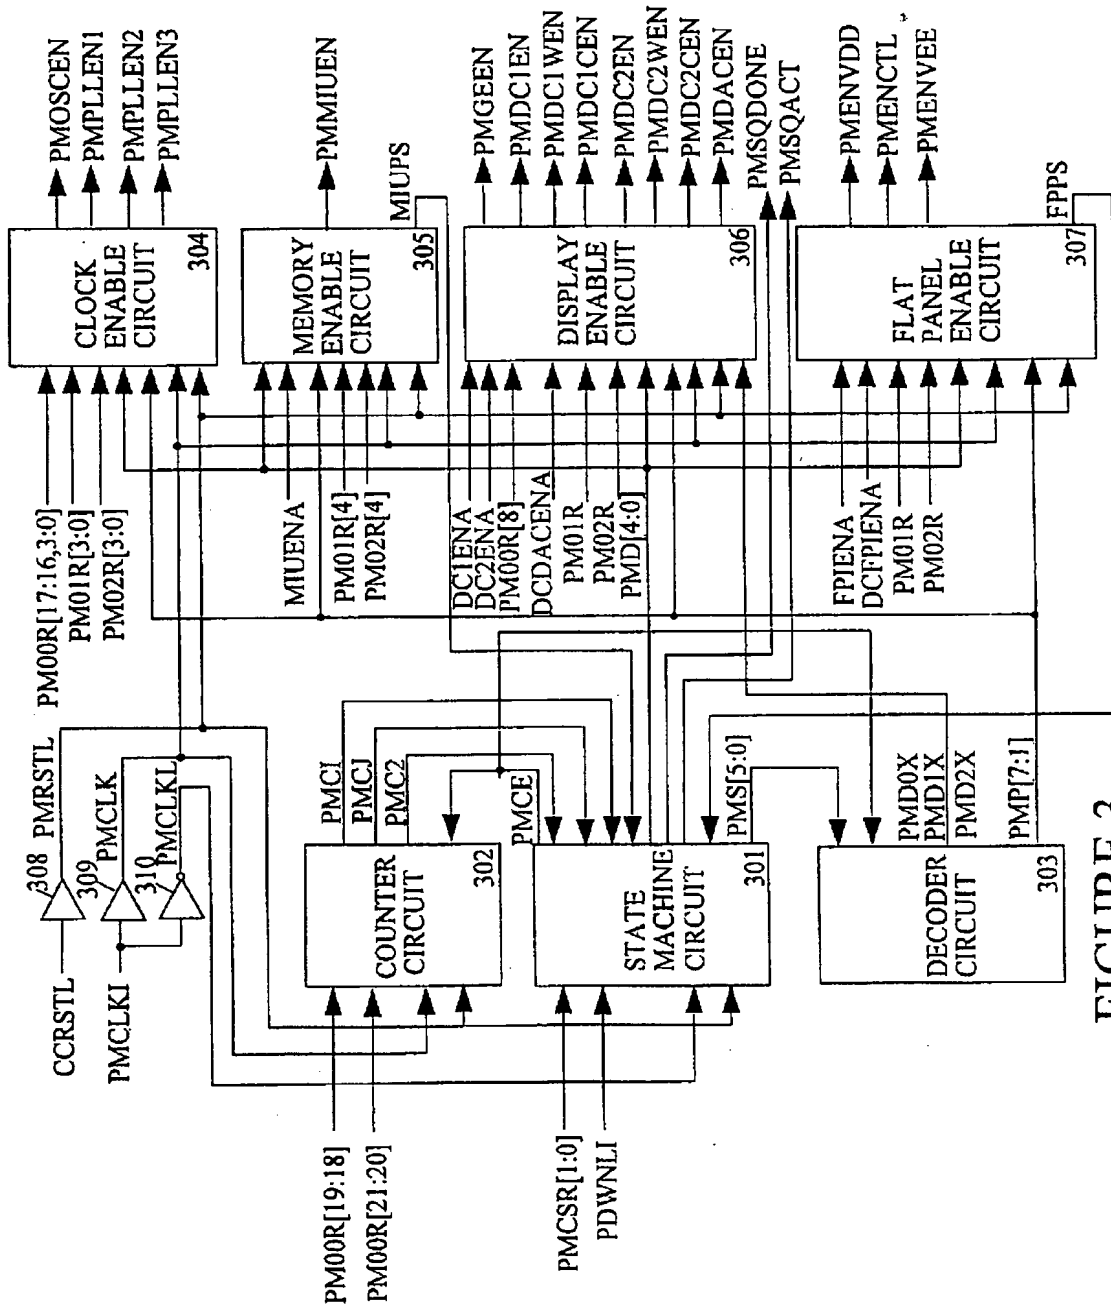 CCRSTL
308
PMRSTL
PMCLKI
309
PMCLK
310
PMCLKL
PM00R[19:18]
PM00R[21:20]
COUNTER
CIRCUIT
302
PMCI
PMCJ
PMC2
PMCE
PMCSR[1:0]
PDWNLI
STATE
MACHINE
CIRCUIT
301
PMS[5:0]
DECODER
CIRCUIT
303
PMD0X
PMD1X
PMD2X
PMP[7:1]
PM00R[17:16,3:0]
PM01R[3:0]
PM02R[3:0]
CLOCK
ENABLE
CIRCUIT
304
PMOSCEN
PMPLLEN1
PMPLLEN2
PMPLLEN3
MIUENA
PM01R[4]
PM02R[4]
MEMORY
ENABLE
CIRCUIT
305
PMMIUEN
MIUPS
DC1ENA
DC2ENA
PM00R[8]
DCDACENA
PM01R
PM02R
PMD[4:0]
DISPLAY
ENABLE
CIRCUIT
306
PMGEEN
PMDC1EN
PMDC1WEN
PMDC1CEN
PMDC2EN
PMDC2WEN
PMDC2CEN
PMDACEN
PMSQDONE
PMSQACT
FPIENA
DCFPIENA
PM01R
PM02R
FLAT
PANEL
ENABLE
CIRCUIT
307
PMENVDD
PMENCTL
PMENVEE
FPPS
FIGURE 3